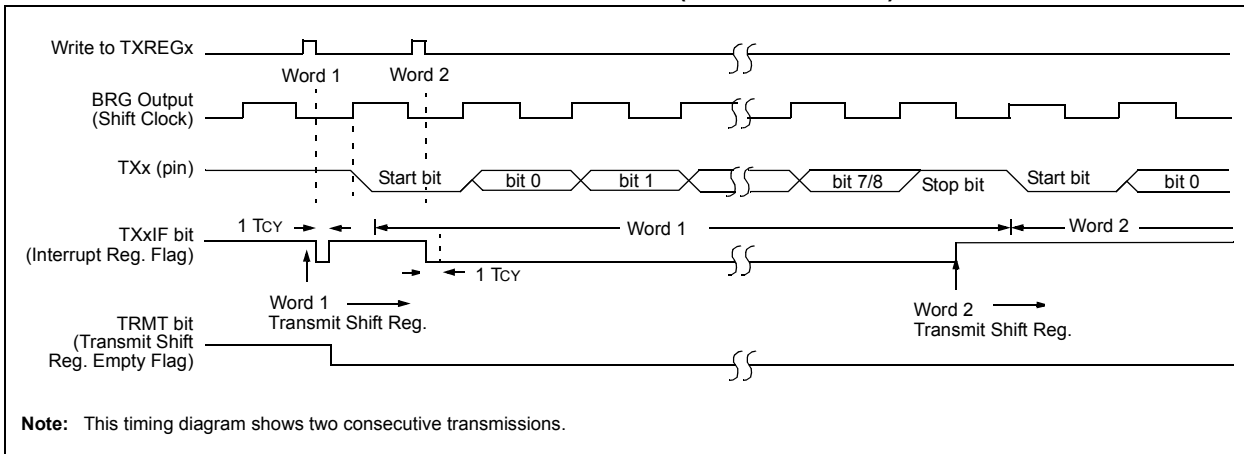 Write to TXREGx
Word 1
Word 2
BRG Output
(Shift Clock)
TXx (pin)
Start bit
bit 0
bit 1
bit 7/8
Stop bit
Start bit
bit 0
1 TCY
Word 1
Word 2
TXxIF bit
(Interrupt Reg. Flag)
1 TCY
Word 1
Transmit Shift Reg.
Word 2
Transmit Shift Reg.
TRMT bit
(Transmit Shift
Reg. Empty Flag)
Note: This timing diagram shows two consecutive transmissions.